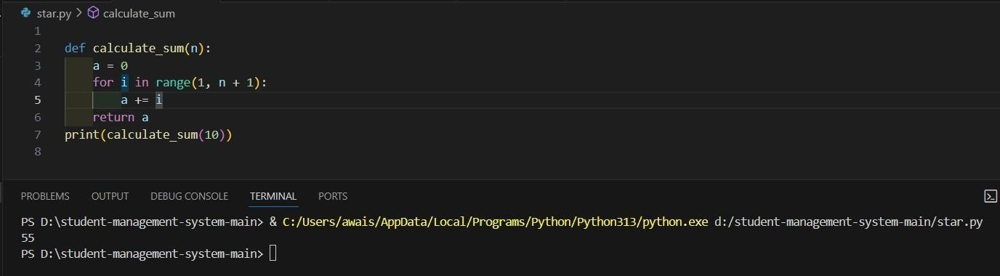 star.py > calculate_sum
1
2 def calculate_sum(n):
3     a = 0
4     for i in range(1, n + 1):
5         a += i
6     return a
7 print(calculate_sum(10))
8
PROBLEMS OUTPUT DEBUG CONSOLE TERMINAL PORTS
PS D:\student-management-system-main> & C:/Users/awais/AppData/Local/Programs/Python/Python313/python.exe d:/student-management-system-main/star.py
55
PS D:\student-management-system-main>